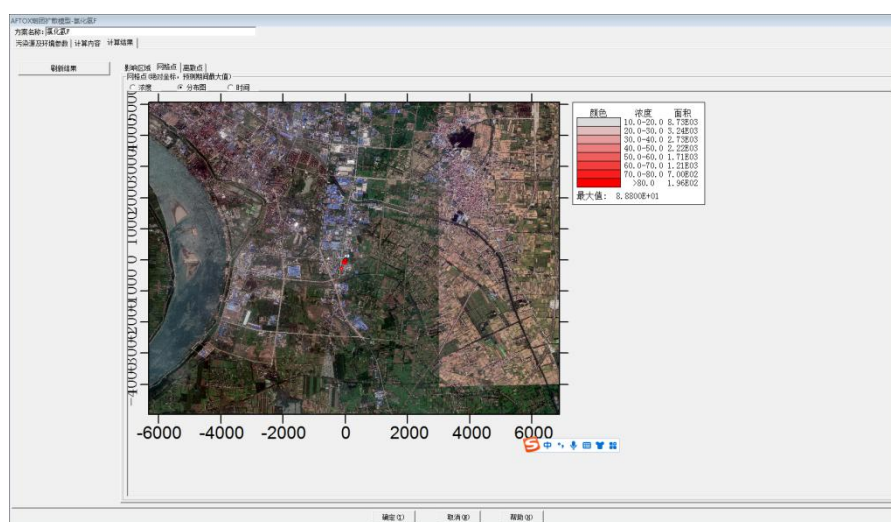 AFTOX烟团扩散模型-氯化氢F
方案名称: 氯化氢F
污染源及环境参数 计算内容 计算结果
刷新结果
影响区域 网格点 离散点
网格点(绝对坐标, 预测期间最大值)
浓度 分布图 时间
颜色 浓度 面积
10.0-20.0 8.73E03
20.0-30.0 3.24E03
30.0-40.0 2.73E03
40.0-50.0 2.22E03
50.0-60.0 1.71E03
60.0-70.0 1.21E03
70.0-80.0 7.00E02
>80.0 1.96E02
最大值: 8.8800E+01
0
-6000 -4000 -2000 0 2000 4000 6000
中
确定(Y) 取消(N) 帮助(H)